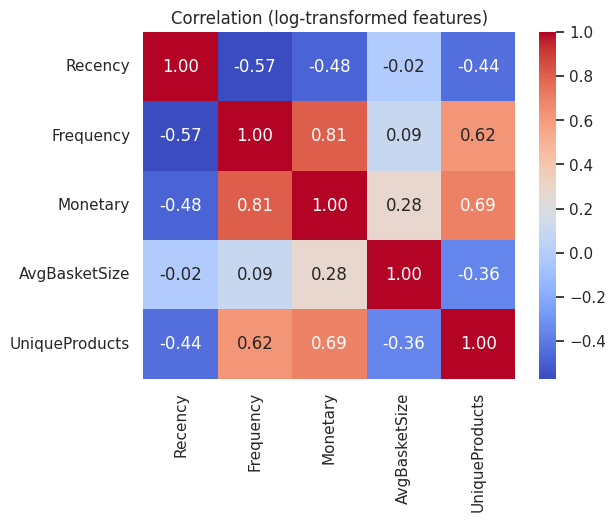 Correlation (log-transformed features)
Recency 1.00 -0.57 -0.48 -0.02 -0.44
Frequency -0.57 1.00 0.81 0.09 0.62
Monetary -0.48 0.81 1.00 0.28 0.69
AvgBasketSize -0.02 0.09 0.28 1.00 -0.36
UniqueProducts -0.44 0.62 0.69 -0.36 1.00
Recency
Frequency
Monetary
AvgBasketSize
UniqueProducts
1.0
0.8
0.6
0.4
0.2
0.0
−0.2
−0.4